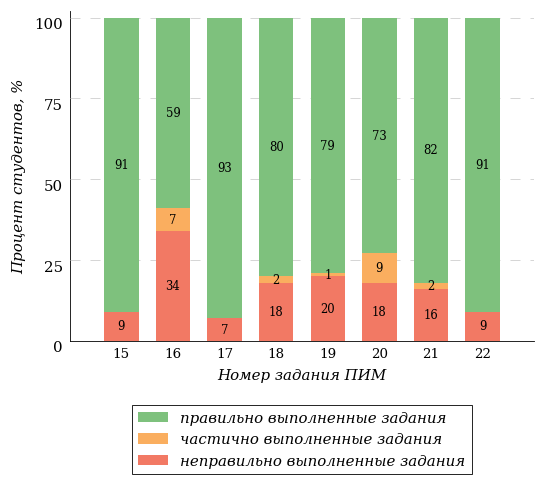 Процент студентов, %
100
75
50
25
0
91 59 93 80 79 73 82 91
7 2 1 9 2
9 34 7 18 20 18 16 9
15 16 17 18 19 20 21 22
Номер задания ПИМ
правильно выполненные задания
частично выполненные задания
неправильно выполненные задания